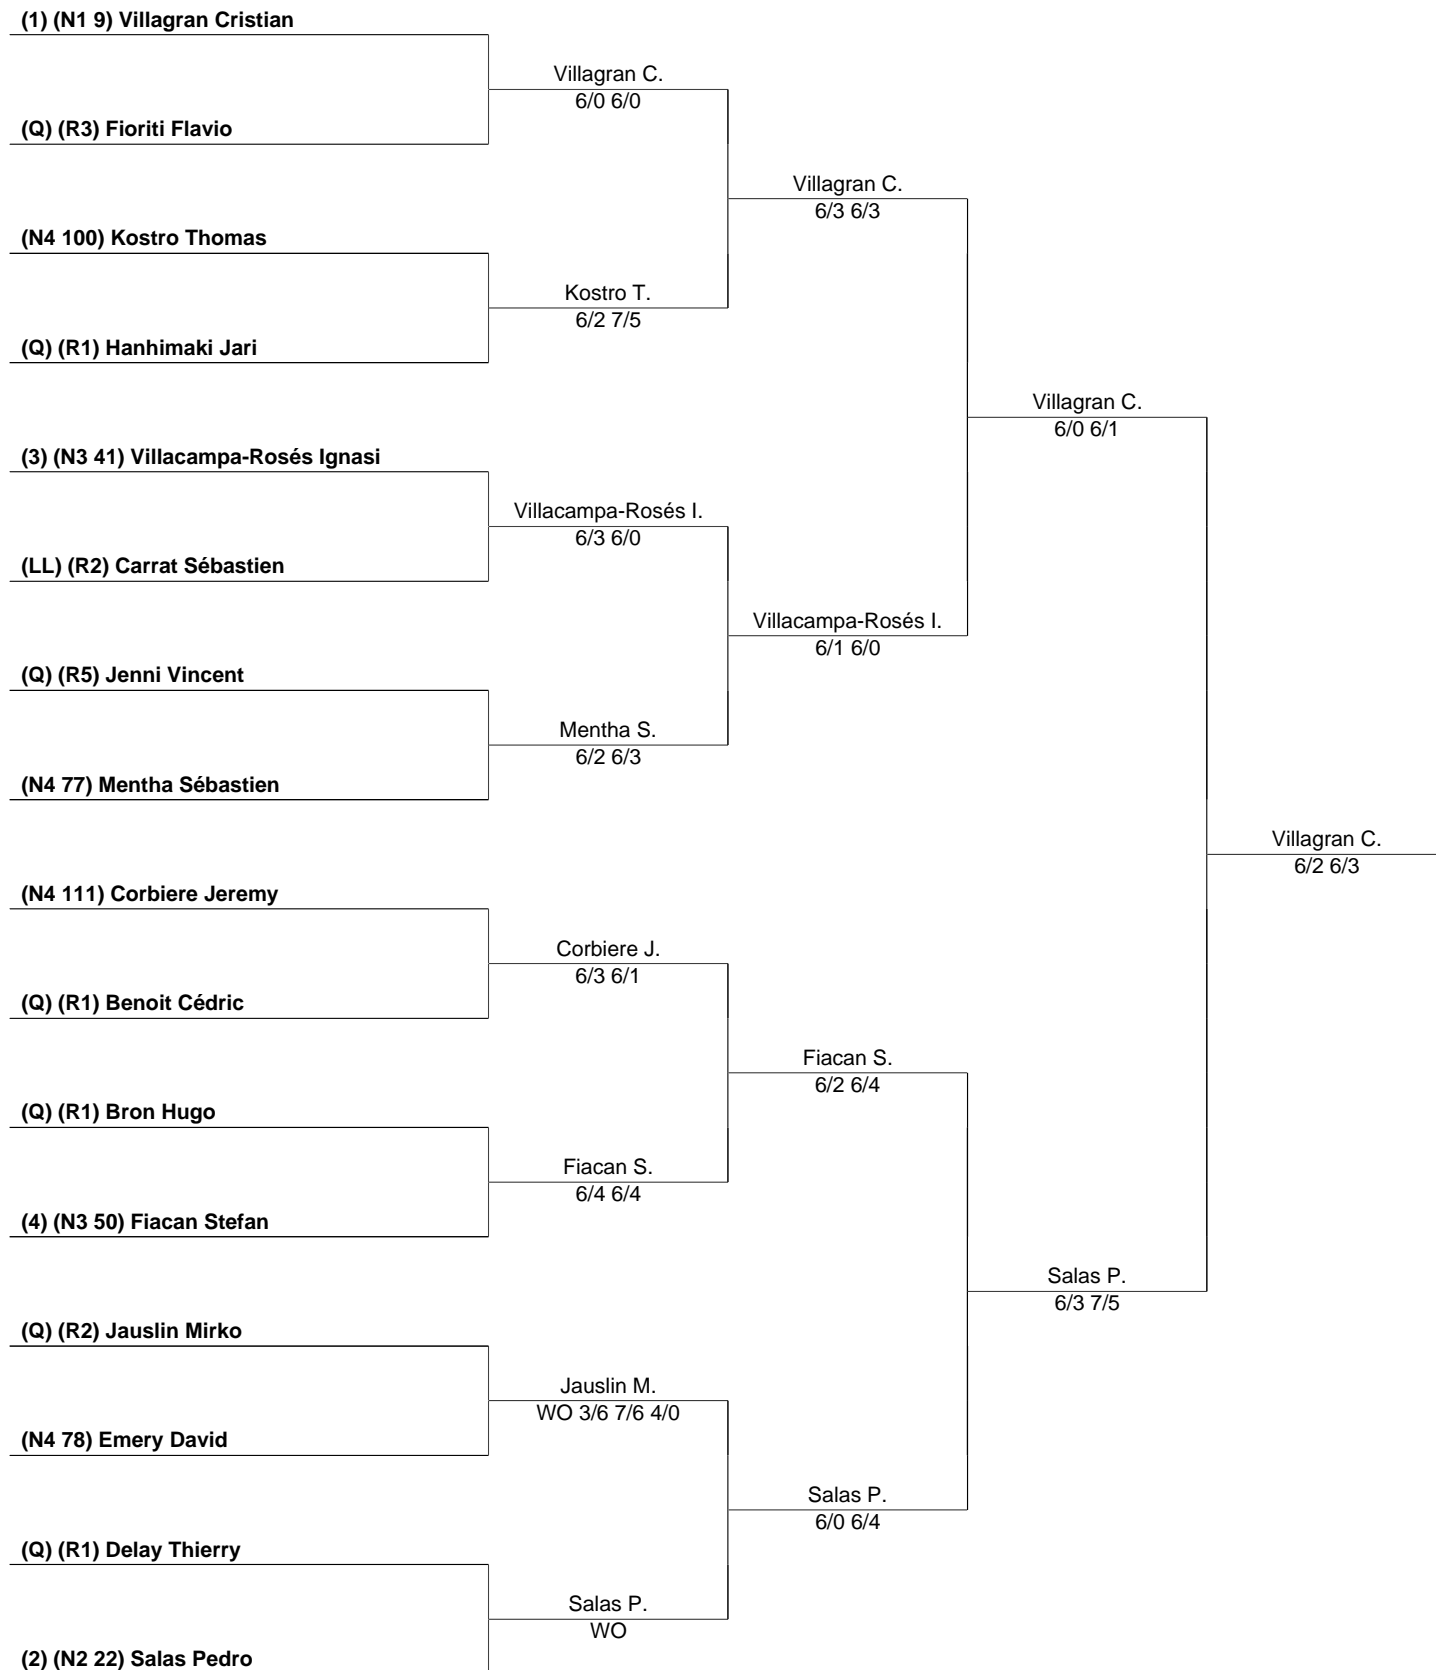 (1) (N1 9) Villagran Cristian
Villagran C.
6/0 6/0
(Q) (R3) Fioriti Flavio
Villagran C.
6/3 6/3
(N4 100) Kostro Thomas
Kostro T.
6/2 7/5
(Q) (R1) Hanhimaki Jari
Villagran C.
6/0 6/1
(3) (N3 41) Villacampa-Rosés Ignasi
Villacampa-Rosés I.
6/3 6/0
(LL) (R2) Carrat Sébastien
Villacampa-Rosés I.
6/1 6/0
(Q) (R5) Jenni Vincent
Mentha S.
6/2 6/3
(N4 77) Mentha Sébastien
Villagran C.
6/2 6/3
(N4 111) Corbiere Jeremy
Corbiere J.
6/3 6/1
(Q) (R1) Benoit Cédric
Fiacan S.
6/2 6/4
(Q) (R1) Bron Hugo
Fiacan S.
6/4 6/4
(4) (N3 50) Fiacan Stefan
Salas P.
6/3 7/5
(Q) (R2) Jauslin Mirko
Jauslin M.
WO 3/6 7/6 4/0
(N4 78) Emery David
Salas P.
6/0 6/4
(Q) (R1) Delay Thierry
Salas P.
WO
(2) (N2 22) Salas Pedro